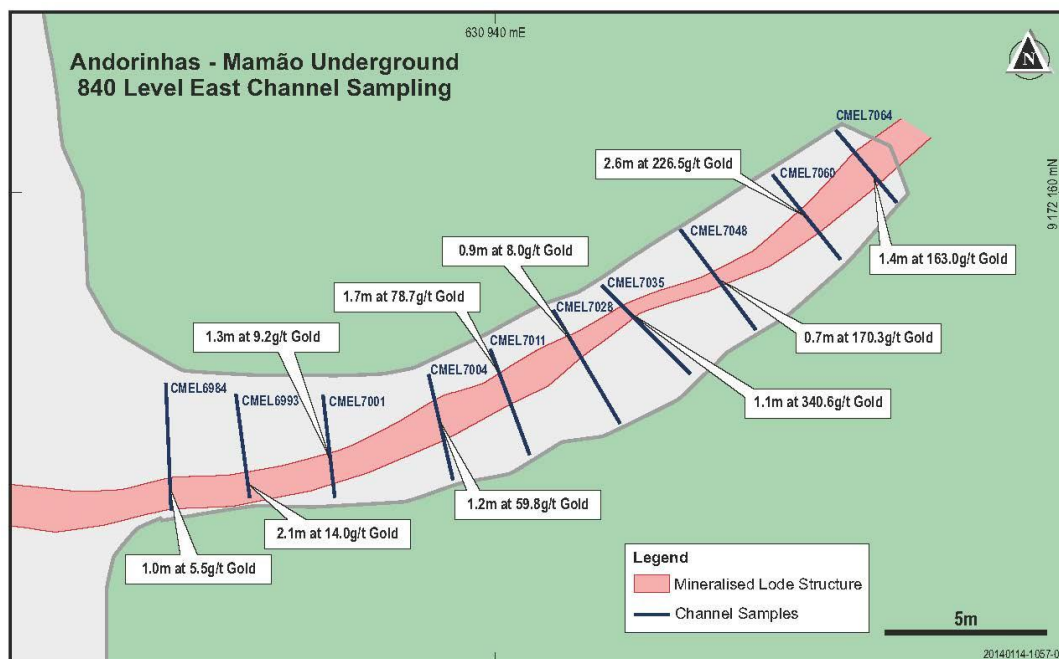 630 940 mE
Andorinhas - Mamão Underground
840 Level East Channel Sampling
N
9 172 160 mN
CMEL7064
2.6m at 226.5g/t Gold
CMEL7060
CMEL7048
1.4m at 163.0g/t Gold
0.9m at 8.0g/t Gold
CMEL7035
1.7m at 78.7g/t Gold
CMEL7028
0.7m at 170.3g/t Gold
1.3m at 9.2g/t Gold
CMEL7011
CMEL7004
1.1m at 340.6g/t Gold
CMEL6984
CMEL6993
CMEL7001
1.2m at 59.8g/t Gold
2.1m at 14.0g/t Gold
1.0m at 5.5g/t Gold
Legend
Mineralised Lode Structure
Channel Samples
5m